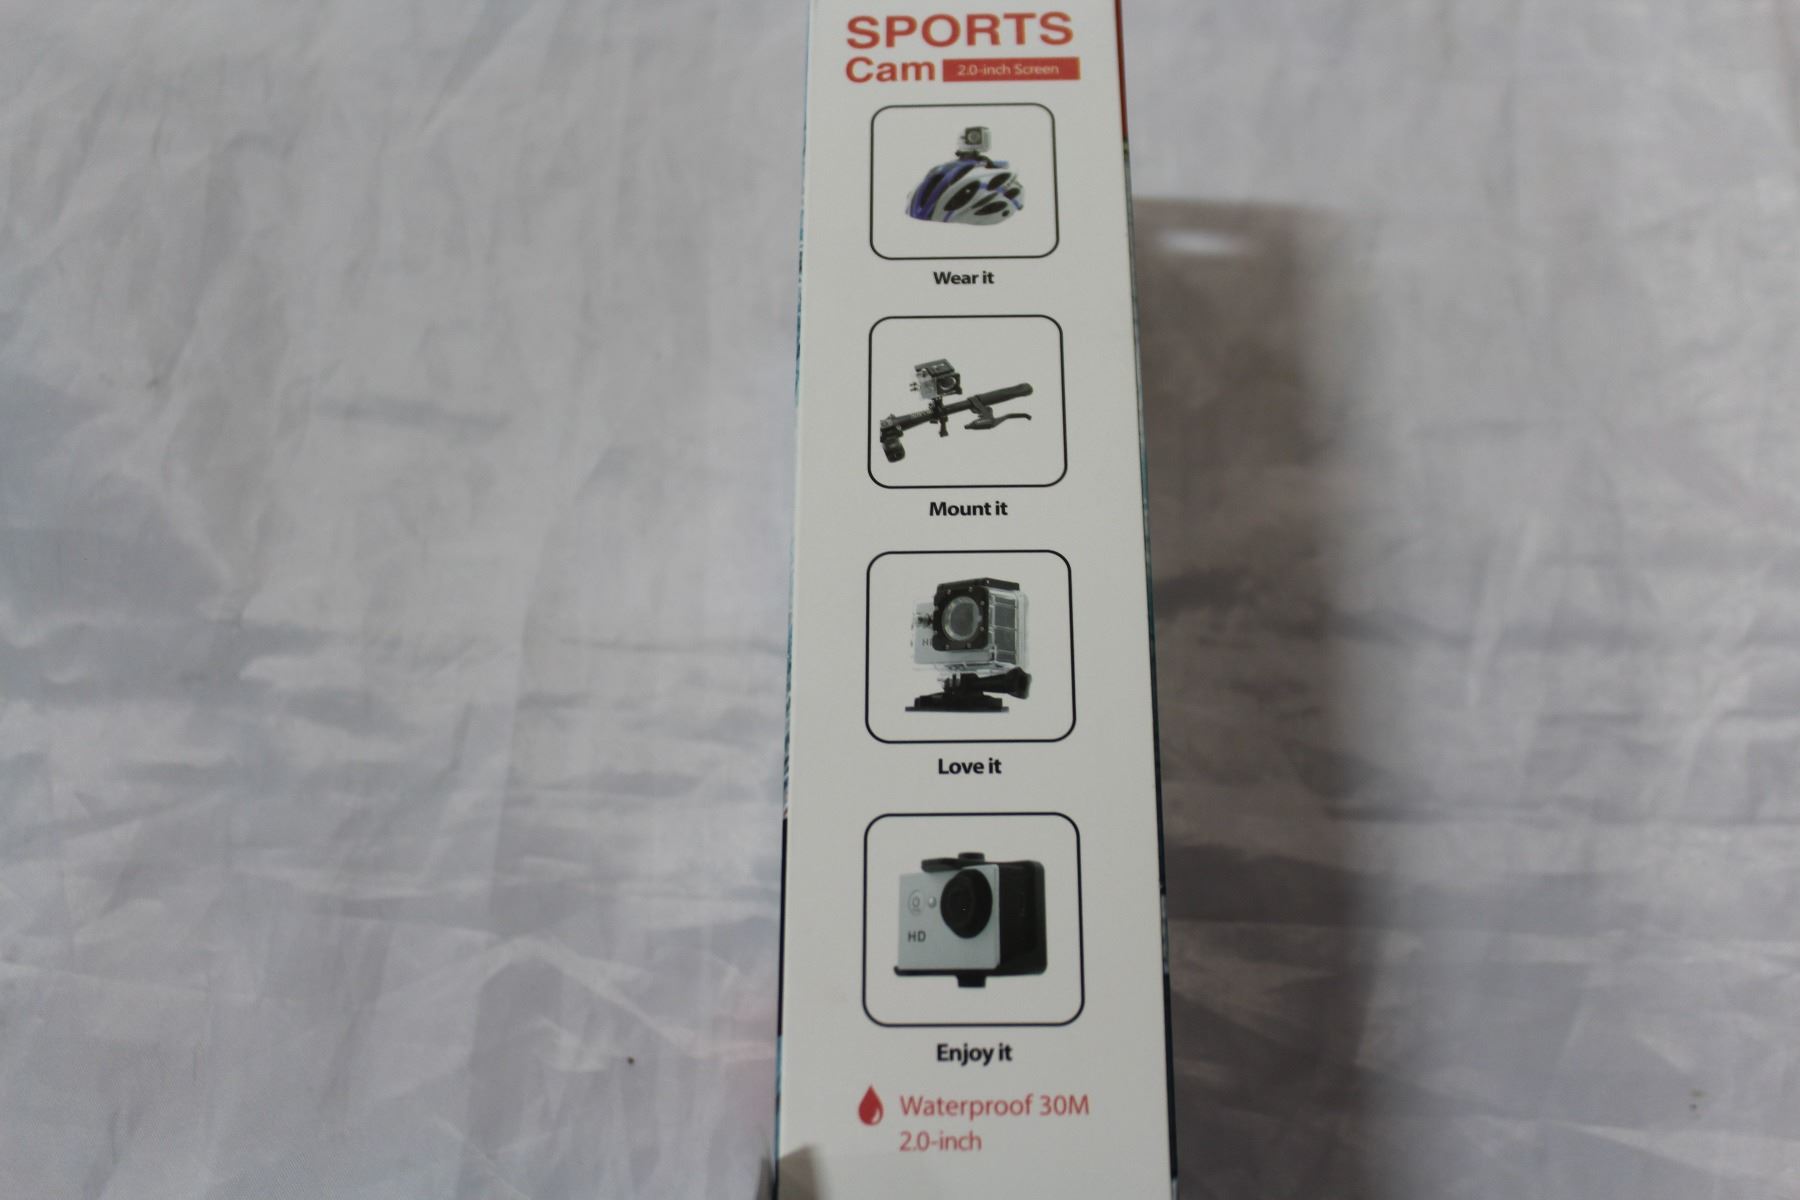 SPORTS
Cam 2.0-inch Screen
Wear it
Mount it
HD
Love it
HD
Enjoy it
Waterproof 30M
2.0-inch